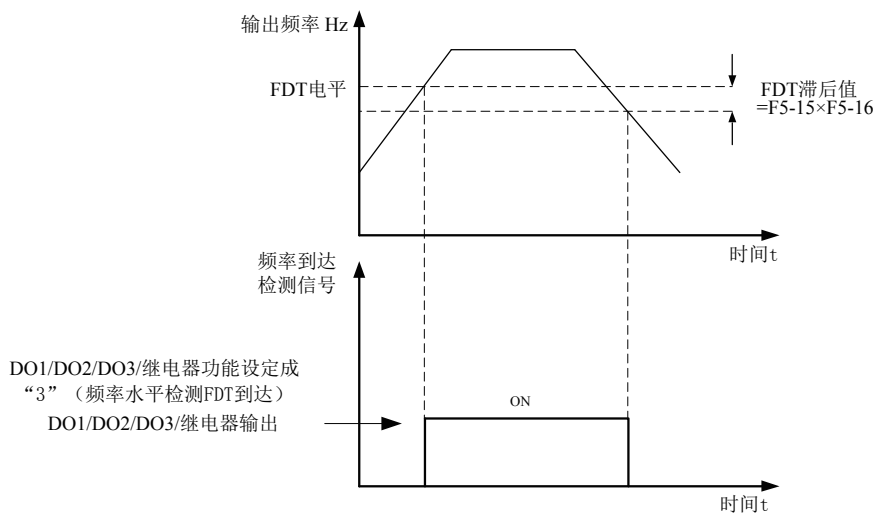 输出频率 Hz
FDT电平
FDT滞后值
=F5-15×F5-16
时间t
频率到达
检测信号
DO1/DO2/DO3/继电器功能设定成
“3”（频率水平检测FDT到达）
DO1/DO2/DO3/继电器输出
ON
时间t